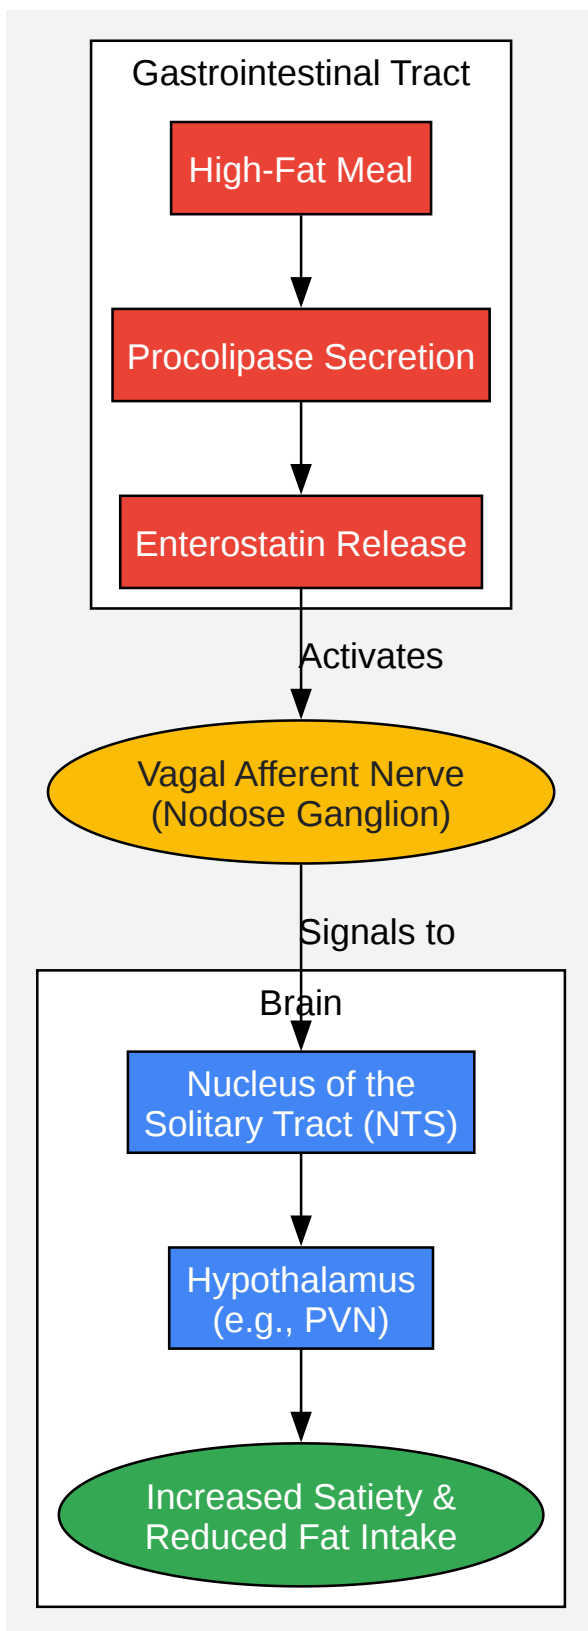 Gastrointestinal Tract
High-Fat Meal
Procolipase Secretion
Enterostatin Release
Activates
Vagal Afferent Nerve
(Nodose Ganglion)
Signals to
Brain
Nucleus of the
Solitary Tract (NTS)
Hypothalamus
(e.g., PVN)
Increased Satiety &
Reduced Fat Intake